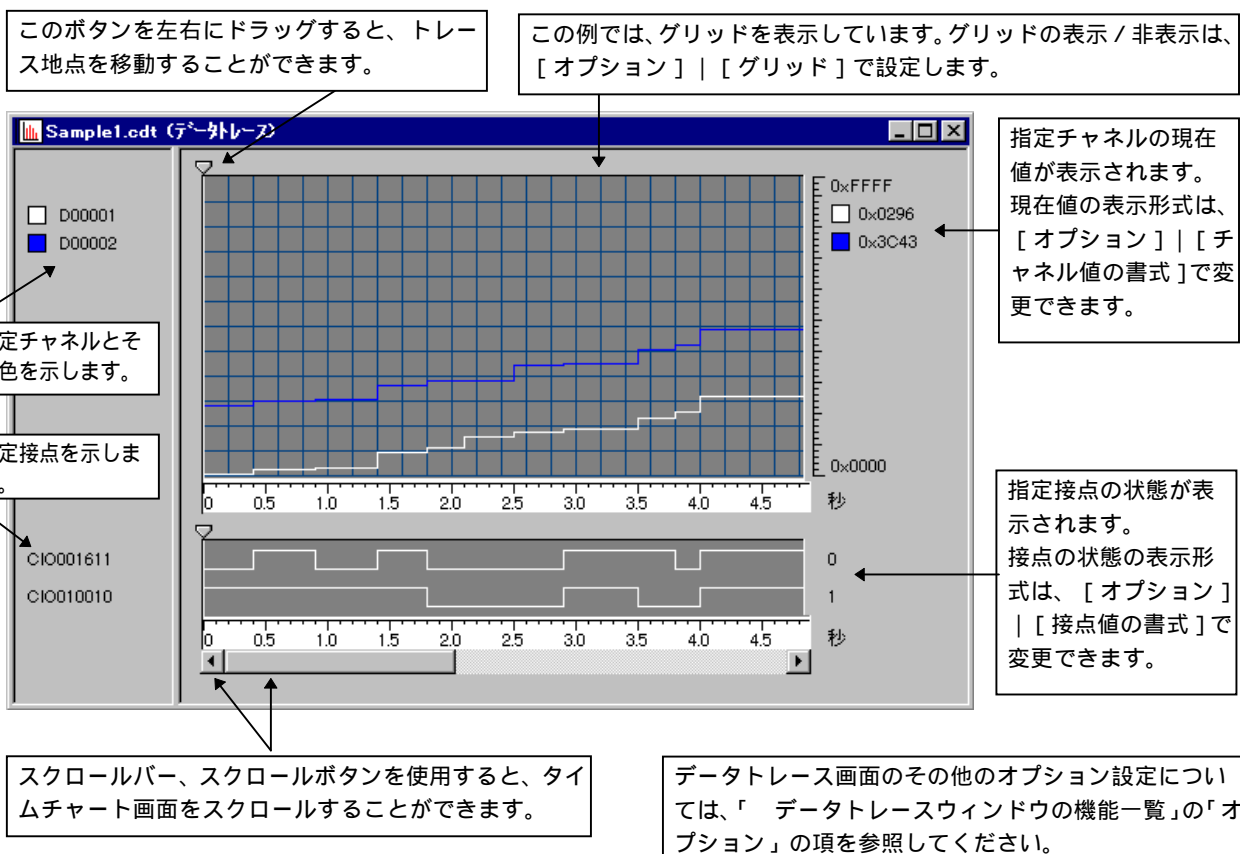 このボタンを左右にドラッグすると、トレー
ス地点を移動することができます。
この例では、グリッドを表示しています。グリッドの表示/非表示は、
[オプション]|[グリッド]で設定します。
Sample1.cdt (データトレース)
D00001
D00002
0xFFFF
0x0296
0x3C43
0x0000
指定チャネルの現在
値が表示されます。
現在値の表示形式は、
[オプション]|[チ
ャネル値の書式]で変
更できます。
定チャネルとそ
色を示します。
定接点を示しま
。
0 0.5 1.0 1.5 2.0 2.5 3.0 3.5 4.0 4.5 秒
CIO001611
CIO010010
0
1
0 0.5 1.0 1.5 2.0 2.5 3.0 3.5 4.0 4.5 秒
指定接点の状態が表
示されます。
接点の状態の表示形
式は、[オプション]
|[接点値の書式]で
変更できます。
スクロールバー、スクロールボタンを使用すると、タイ
ムチャート画面をスクロールすることができます。
データトレース画面のその他のオプション設定につい
ては、「 データトレースウィンドウの機能一覧」の「オ
プション」の項を参照してください。